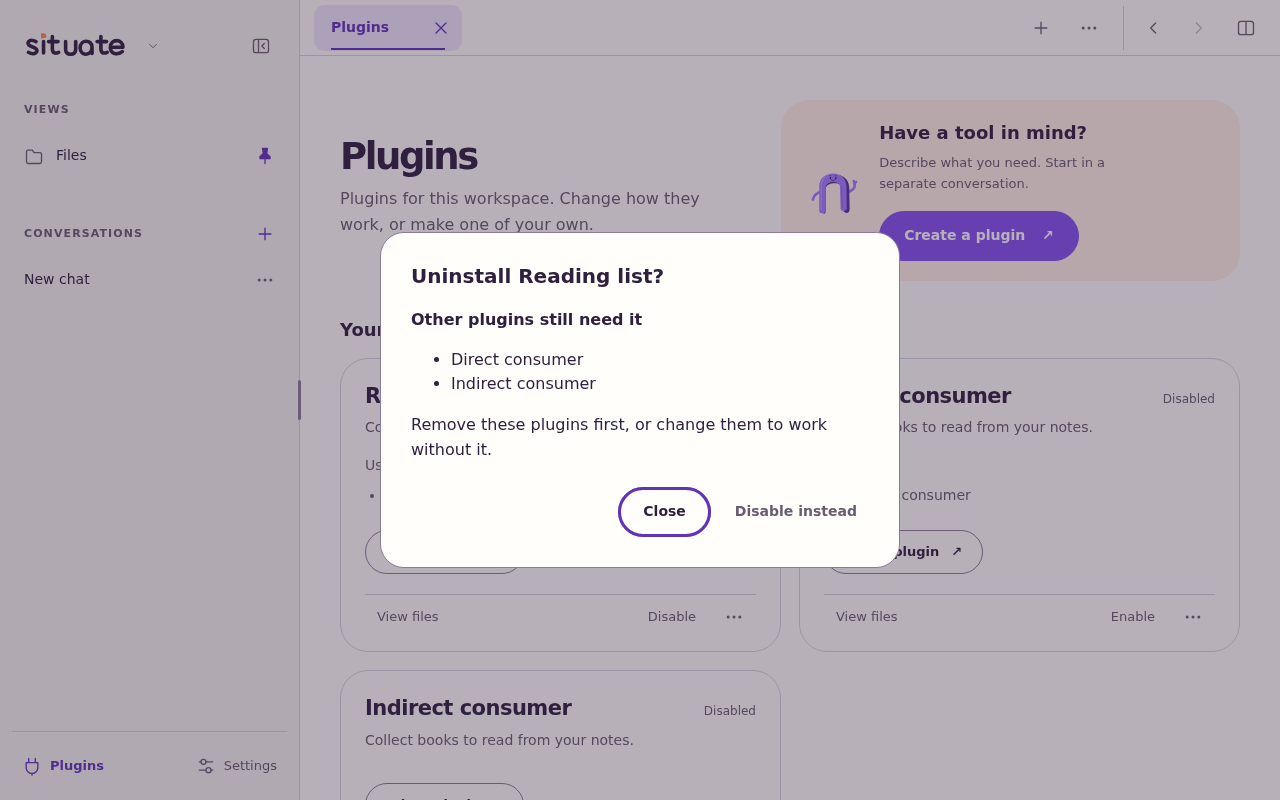 situate
VIEWS
Files
CONVERSATIONS
New chat
Plugins
Settings
Plugins
Plugins
Plugins for this workspace. Change how they
work, or make one of your own.
Have a tool in mind?
Describe what you need. Start in a
separate conversation.
Create a plugin ↗
Your
Uninstall Reading list?
Other plugins still need it
• Direct consumer
• Indirect consumer
Remove these plugins first, or change them to work
without it.
Close
Disable instead
View files
Disable
consumer
Disabled
to read from your notes.
consumer
plugin ↗
View files
Enable
Indirect consumer
Disabled
Collect books to read from your notes.